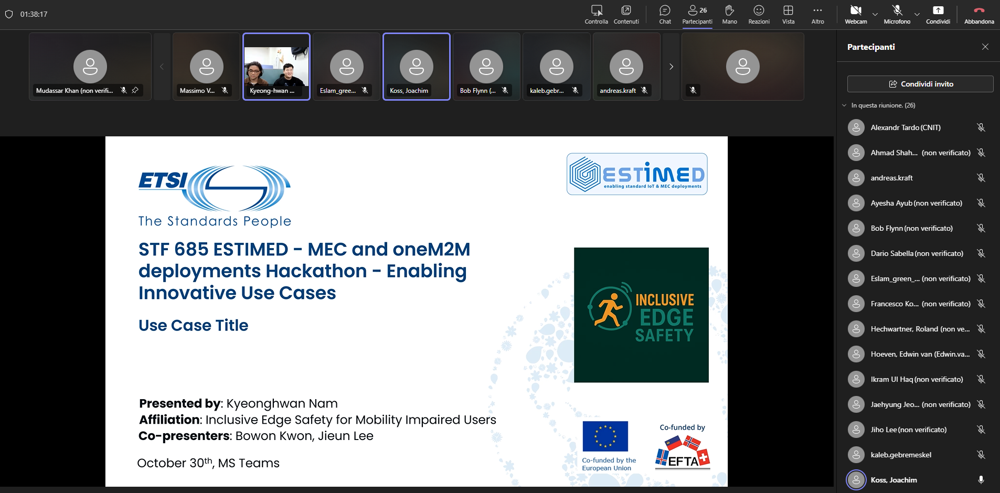 01:38:17
Controlla
Contenuti
Chat
26
Partecipanti
Mano
Reazioni
Vista
Altro
Webcam
Microfono
Condividi
Abbandona
Mudassar Khan (non verifi...
Massimo V...
Kyeong-hwan ...
Eslam_gree...
Koss, Joachim
Bob Flynn (...
kaleb.gebr...
andreas.kraft
ETSI
The Standards People
ESTIMED
enabling standard IoT & MEC deployments
STF 685 ESTIMED - MEC and oneM2M
deployments Hackathon - Enabling
Innovative Use Cases
Use Case Title
INCLUSIVE
EDGE
SAFETY
Presented by: Kyeonghwan Nam
Affiliation: Inclusive Edge Safety for Mobility Impaired Users
Co-presenters: Bowon Kwon, Jieun Lee
October 30th, MS Teams
Co-funded by the
European Union
Co-funded by
EFTA
Partecipanti
Condividi invito
In questa riunione. (26)
Alexandr Tardo (CNIT)
Ahmad Shah... (non verificato)
andreas.kraft
Ayesha Ayub (non verificato)
Bob Flynn (non verificato)
Dario Sabella (non verificato)
Eslam_green_... (non verificato)
Francesco Ko... (non verificato)
Hechwartner, Roland (non ve...
Hoeven, Edwin van (Edwin.va...
Ikram Ul Haq (non verificato)
Jaehyung Jeo... (non verificato)
Jiho Lee (non verificato)
kaleb.gebremeskel
Koss, Joachim